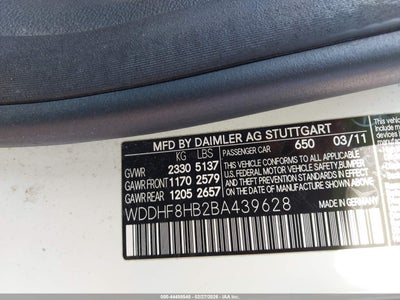 MFD BY DAIMLER AG STUTTGART
KG LBS PASSENGER CAR 650 03/11
GVWR 2330 5137
GAWR FRONT 1170 2579
GAWR REAR 1205 2657
THIS VEHICLE CONFORMS TO ALL APPLICABLE
U.S. FEDERAL MOTOR VEHICLE SAFETY, BUMPER
AND THEFT PREVENTION STANDARDS IN EFFECT
ON THE DATE OF MANUFACTURE SHOWN ABOVE.
WDDHF8HB2BA439628
MADE IN GERMANY